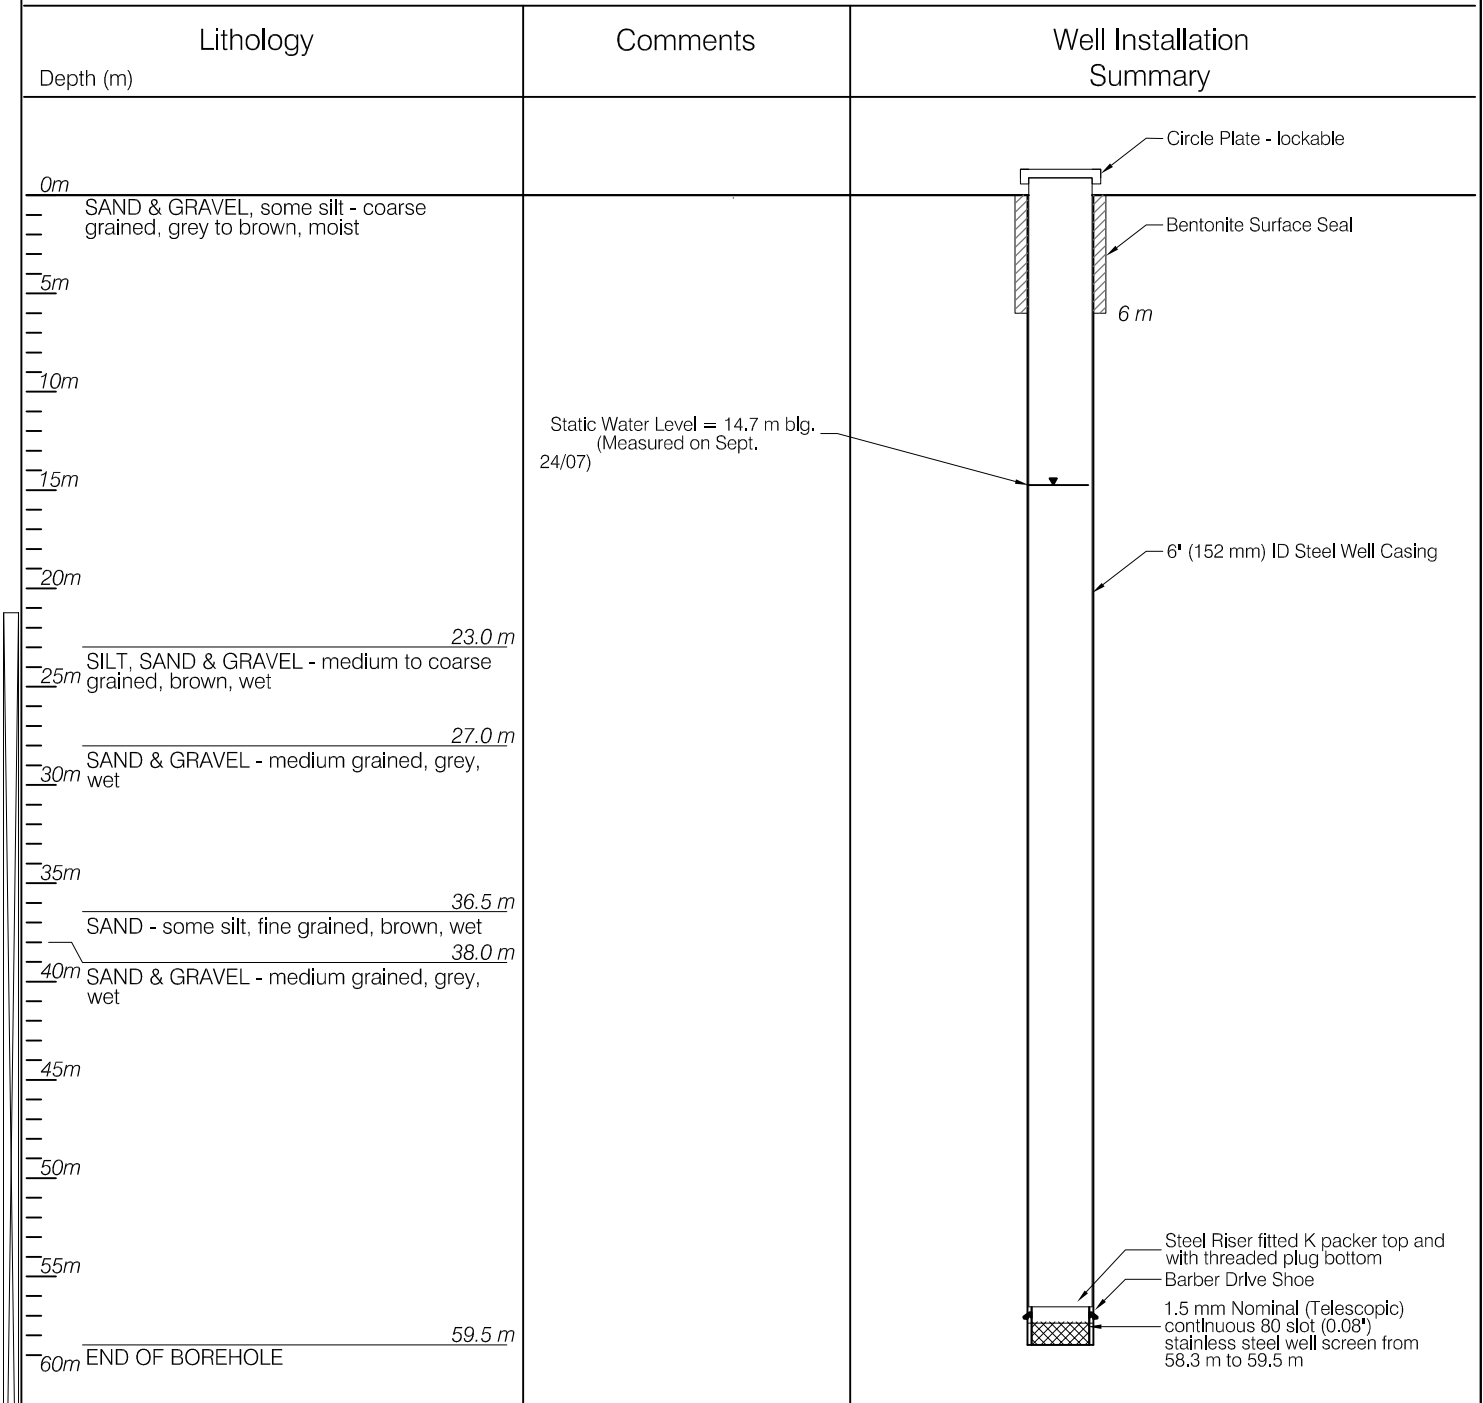 Lithology
Comments
Well Installation
Summary
Depth (m)
Circle Plate - lockable
0m
SAND & GRAVEL, some silt - coarse
grained, grey to brown, moist
Bentonite Surface Seal
5m
6 m
10m
Static Water Level = 14.7 m blg.
(Measured on Sept.
24/07)
15m
6" (152 mm) ID Steel Well Casing
20m
23.0 m
SILT, SAND & GRAVEL - medium to coarse
grained, brown, wet
25m
27.0 m
SAND & GRAVEL - medium grained, grey,
wet
30m
35m
36.5 m
SAND - some silt, fine grained, brown, wet
38.0 m
SAND & GRAVEL - medium grained, grey,
wet
40m
45m
50m
55m
Steel Riser fitted K packer top and
with threaded plug bottom
Barber Drive Shoe
1.5 mm Nominal (Telescopic)
continuous 80 slot (0.08")
stainless steel well screen from
58.3 m to 59.5 m
59.5 m
END OF BOREHOLE
60m